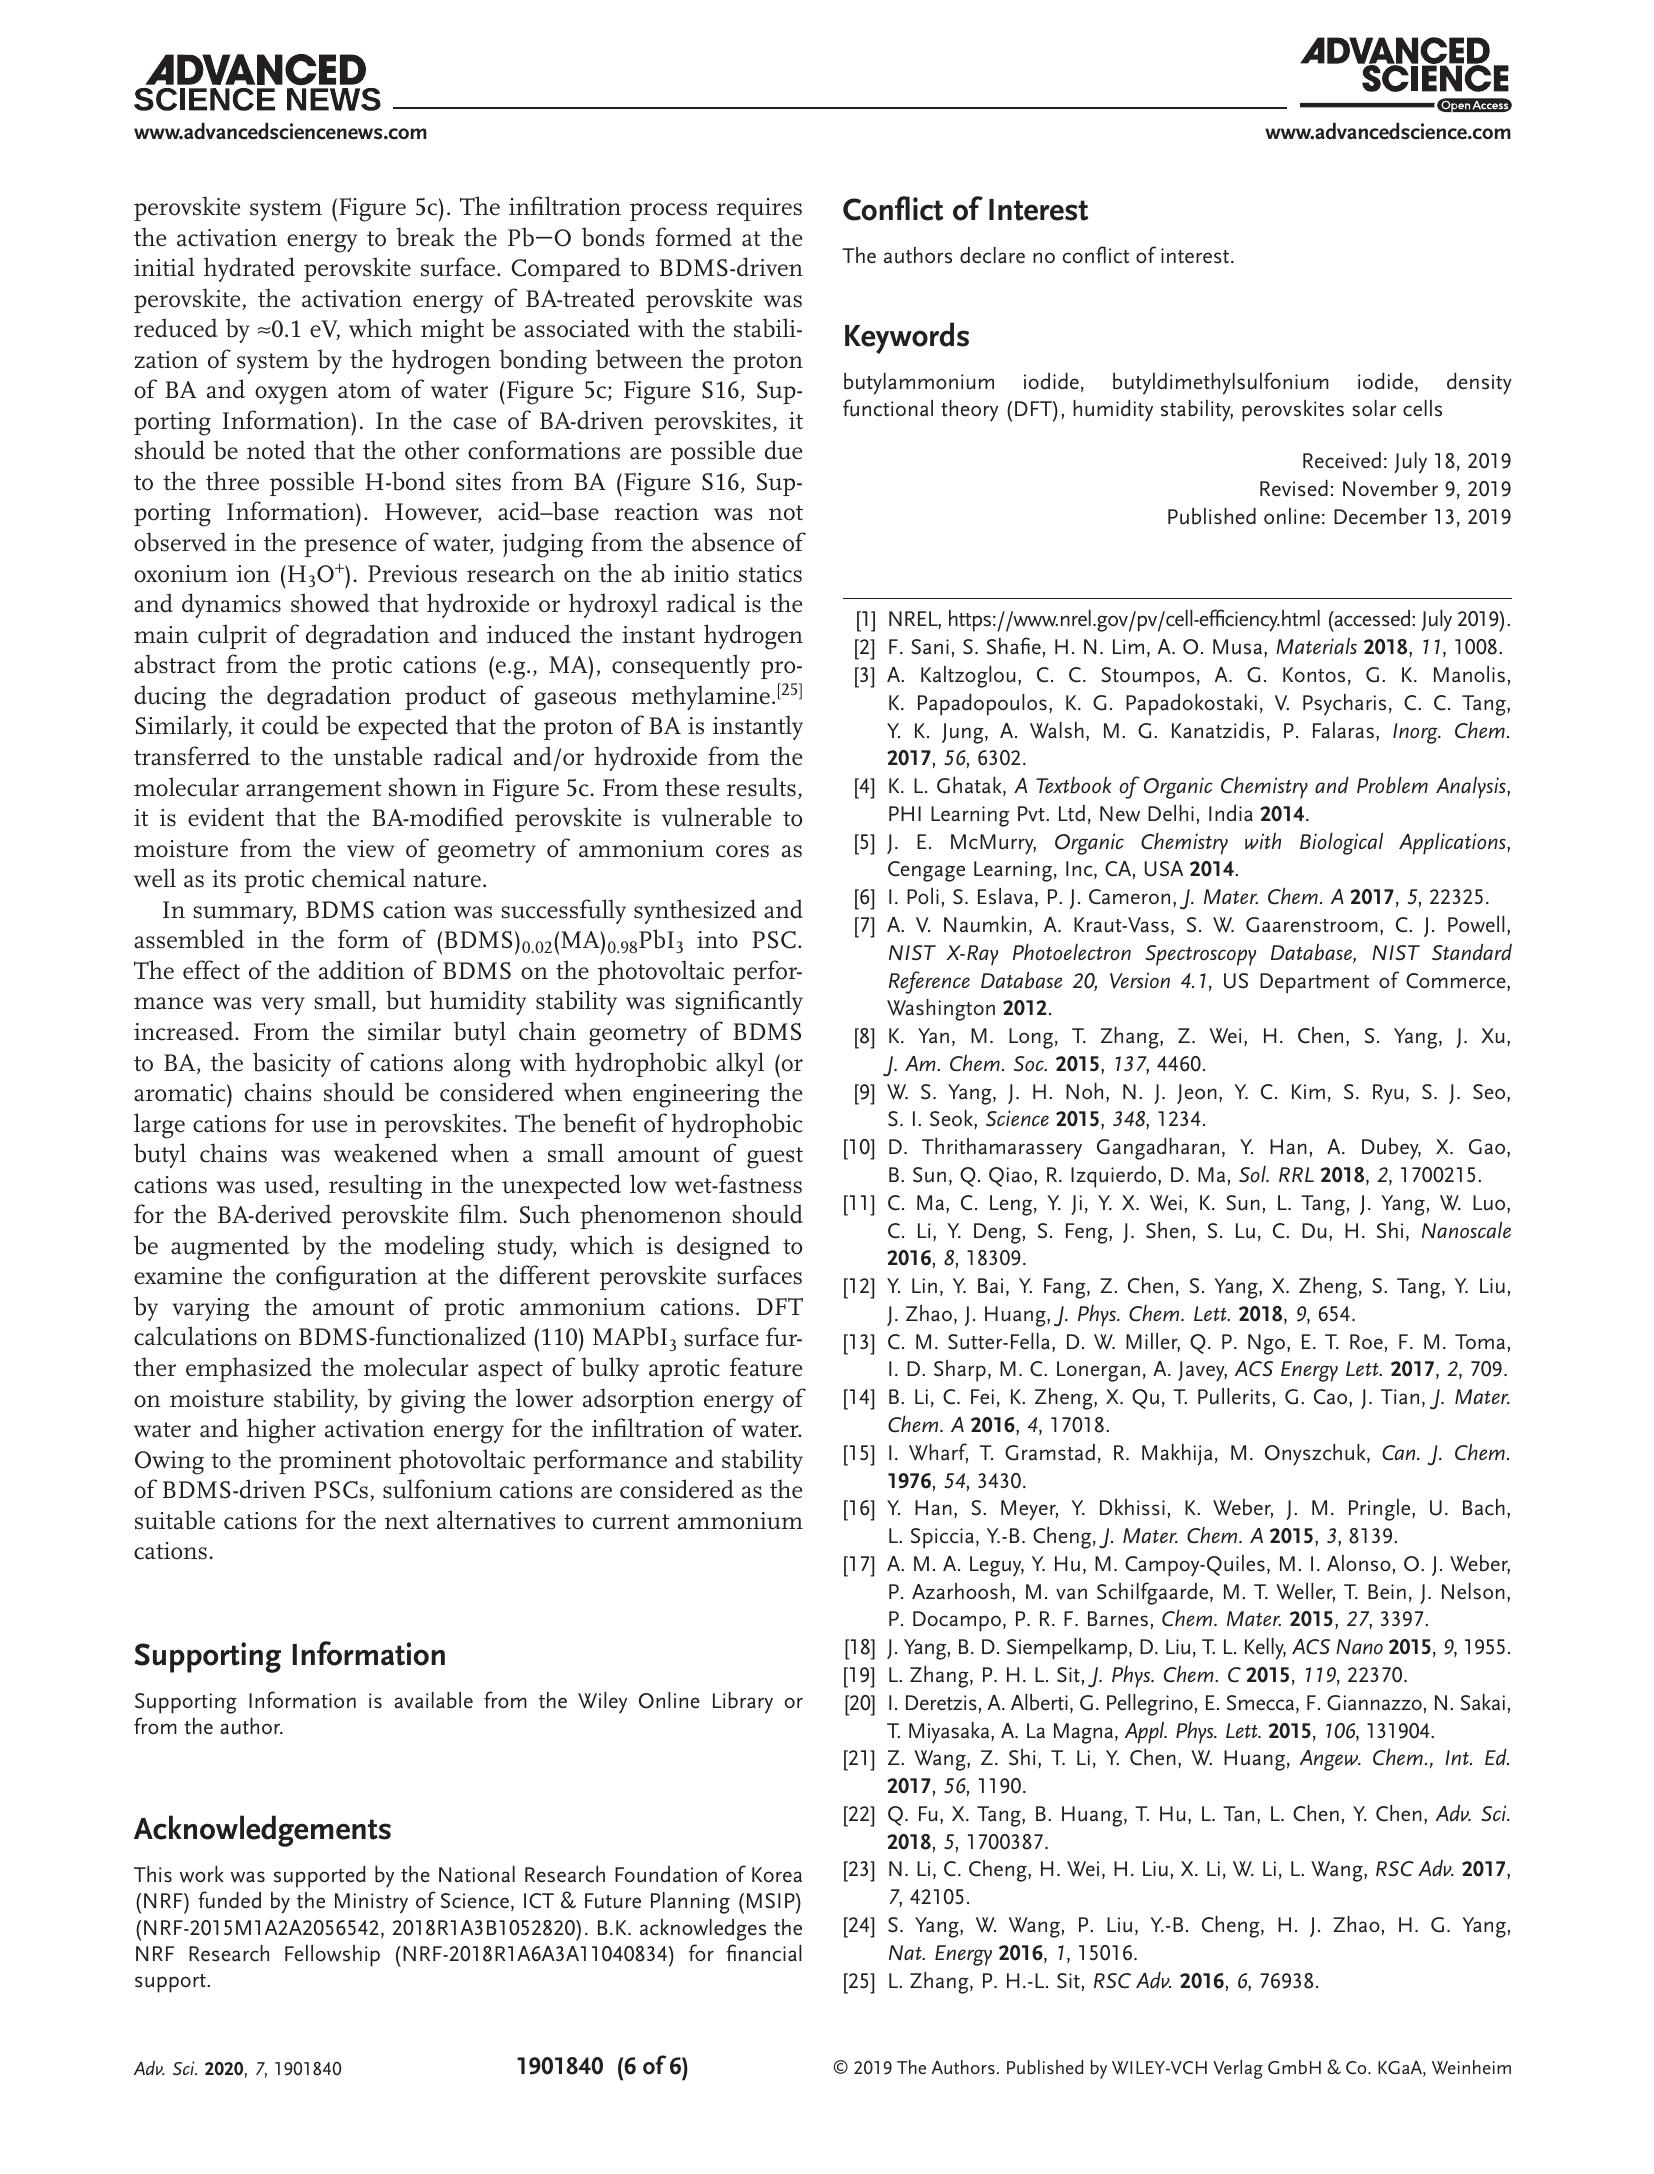 ADVANCED
SCIENCE NEWS
www.advancedsciencenews.com
ADVANCED
SCIENCE
Open Access
www.advancedscience.com
perovskite system (Figure 5c). The infiltration process requires
the activation energy to break the Pb─O bonds formed at the
initial hydrated perovskite surface. Compared to BDMS-driven
perovskite, the activation energy of BA-treated perovskite was
reduced by ≈0.1 eV, which might be associated with the stabili-
zation of system by the hydrogen bonding between the proton
of BA and oxygen atom of water (Figure 5c; Figure S16, Sup-
porting Information). In the case of BA-driven perovskites, it
should be noted that the other conformations are possible due
to the three possible H-bond sites from BA (Figure S16, Sup-
porting Information). However, acid–base reaction was not
observed in the presence of water, judging from the absence of
oxonium ion (H₃O⁺). Previous research on the ab initio statics
and dynamics showed that hydroxide or hydroxyl radical is the
main culprit of degradation and induced the instant hydrogen
abstract from the protic cations (e.g., MA), consequently pro-
ducing the degradation product of gaseous methylamine.[25]
Similarly, it could be expected that the proton of BA is instantly
transferred to the unstable radical and/or hydroxide from the
molecular arrangement shown in Figure 5c. From these results,
it is evident that the BA-modified perovskite is vulnerable to
moisture from the view of geometry of ammonium cores as
well as its protic chemical nature.
In summary, BDMS cation was successfully synthesized and
assembled in the form of (BDMS)₀.₀₂(MA)₀.₉₈PbI₃ into PSC.
The effect of the addition of BDMS on the photovoltaic perfor-
mance was very small, but humidity stability was significantly
increased. From the similar butyl chain geometry of BDMS
to BA, the basicity of cations along with hydrophobic alkyl (or
aromatic) chains should be considered when engineering the
large cations for use in perovskites. The benefit of hydrophobic
butyl chains was weakened when a small amount of guest
cations was used, resulting in the unexpected low wet-fastness
for the BA-derived perovskite film. Such phenomenon should
be augmented by the modeling study, which is designed to
examine the configuration at the different perovskite surfaces
by varying the amount of protic ammonium cations. DFT
calculations on BDMS-functionalized (110) MAPbI₃ surface fur-
ther emphasized the molecular aspect of bulky aprotic feature
on moisture stability, by giving the lower adsorption energy of
water and higher activation energy for the infiltration of water.
Owing to the prominent photovoltaic performance and stability
of BDMS-driven PSCs, sulfonium cations are considered as the
suitable cations for the next alternatives to current ammonium
cations.
Supporting Information
Supporting Information is available from the Wiley Online Library or
from the author.
Acknowledgements
This work was supported by the National Research Foundation of Korea
(NRF) funded by the Ministry of Science, ICT & Future Planning (MSIP)
(NRF-2015M1A2A2056542, 2018R1A3B1052820). B.K. acknowledges the
NRF Research Fellowship (NRF-2018R1A6A3A11040834) for financial
support.
Conflict of Interest
The authors declare no conflict of interest.
Keywords
butylammonium iodide, butyldimethylsulfonium iodide, density
functional theory (DFT), humidity stability, perovskites solar cells
Received: July 18, 2019
Revised: November 9, 2019
Published online: December 13, 2019
[1] NREL, https://www.nrel.gov/pv/cell-efficiency.html (accessed: July 2019).
[2] F. Sani, S. Shafie, H. N. Lim, A. O. Musa, Materials 2018, 11, 1008.
[3] A. Kaltzoglou, C. C. Stoumpos, A. G. Kontos, G. K. Manolis,
K. Papadopoulos, K. G. Papadokostaki, V. Psycharis, C. C. Tang,
Y. K. Jung, A. Walsh, M. G. Kanatzidis, P. Falaras, Inorg. Chem.
2017, 56, 6302.
[4] K. L. Ghatak, A Textbook of Organic Chemistry and Problem Analysis,
PHI Learning Pvt. Ltd, New Delhi, India 2014.
[5] J. E. McMurry, Organic Chemistry with Biological Applications,
Cengage Learning, Inc, CA, USA 2014.
[6] I. Poli, S. Eslava, P. J. Cameron, J. Mater. Chem. A 2017, 5, 22325.
[7] A. V. Naumkin, A. Kraut-Vass, S. W. Gaarenstroom, C. J. Powell,
NIST X-Ray Photoelectron Spectroscopy Database, NIST Standard
Reference Database 20, Version 4.1, US Department of Commerce,
Washington 2012.
[8] K. Yan, M. Long, T. Zhang, Z. Wei, H. Chen, S. Yang, J. Xu,
J. Am. Chem. Soc. 2015, 137, 4460.
[9] W. S. Yang, J. H. Noh, N. J. Jeon, Y. C. Kim, S. Ryu, S. J. Seo,
S. I. Seok, Science 2015, 348, 1234.
[10] D. Thrithamarassery Gangadharan, Y. Han, A. Dubey, X. Gao,
B. Sun, Q. Qiao, R. Izquierdo, D. Ma, Sol. RRL 2018, 2, 1700215.
[11] C. Ma, C. Leng, Y. Ji, Y. X. Wei, K. Sun, L. Tang, J. Yang, W. Luo,
C. Li, Y. Deng, S. Feng, J. Shen, S. Lu, C. Du, H. Shi, Nanoscale
2016, 8, 18309.
[12] Y. Lin, Y. Bai, Y. Fang, Z. Chen, S. Yang, X. Zheng, S. Tang, Y. Liu,
J. Zhao, J. Huang, J. Phys. Chem. Lett. 2018, 9, 654.
[13] C. M. Sutter-Fella, D. W. Miller, Q. P. Ngo, E. T. Roe, F. M. Toma,
I. D. Sharp, M. C. Lonergan, A. Javey, ACS Energy Lett. 2017, 2, 709.
[14] B. Li, C. Fei, K. Zheng, X. Qu, T. Pullerits, G. Cao, J. Tian, J. Mater.
Chem. A 2016, 4, 17018.
[15] I. Wharf, T. Gramstad, R. Makhija, M. Onyszchuk, Can. J. Chem.
1976, 54, 3430.
[16] Y. Han, S. Meyer, Y. Dkhissi, K. Weber, J. M. Pringle, U. Bach,
L. Spiccia, Y.-B. Cheng, J. Mater. Chem. A 2015, 3, 8139.
[17] A. M. A. Leguy, Y. Hu, M. Campoy-Quiles, M. I. Alonso, O. J. Weber,
P. Azarhoosh, M. van Schilfgaarde, M. T. Weller, T. Bein, J. Nelson,
P. Docampo, P. R. F. Barnes, Chem. Mater. 2015, 27, 3397.
[18] J. Yang, B. D. Siempelkamp, D. Liu, T. L. Kelly, ACS Nano 2015, 9, 1955.
[19] L. Zhang, P. H. L. Sit, J. Phys. Chem. C 2015, 119, 22370.
[20] I. Deretzis, A. Alberti, G. Pellegrino, E. Smecca, F. Giannazzo, N. Sakai,
T. Miyasaka, A. La Magna, Appl. Phys. Lett. 2015, 106, 131904.
[21] Z. Wang, Z. Shi, T. Li, Y. Chen, W. Huang, Angew. Chem., Int. Ed.
2017, 56, 1190.
[22] Q. Fu, X. Tang, B. Huang, T. Hu, L. Tan, L. Chen, Y. Chen, Adv. Sci.
2018, 5, 1700387.
[23] N. Li, C. Cheng, H. Wei, H. Liu, X. Li, W. Li, L. Wang, RSC Adv. 2017,
7, 42105.
[24] S. Yang, W. Wang, P. Liu, Y.-B. Cheng, H. J. Zhao, H. G. Yang,
Nat. Energy 2016, 1, 15016.
[25] L. Zhang, P. H.-L. Sit, RSC Adv. 2016, 6, 76938.
Adv. Sci. 2020, 7, 1901840
1901840 (6 of 6)
© 2019 The Authors. Published by WILEY-VCH Verlag GmbH & Co. KGaA, Weinheim